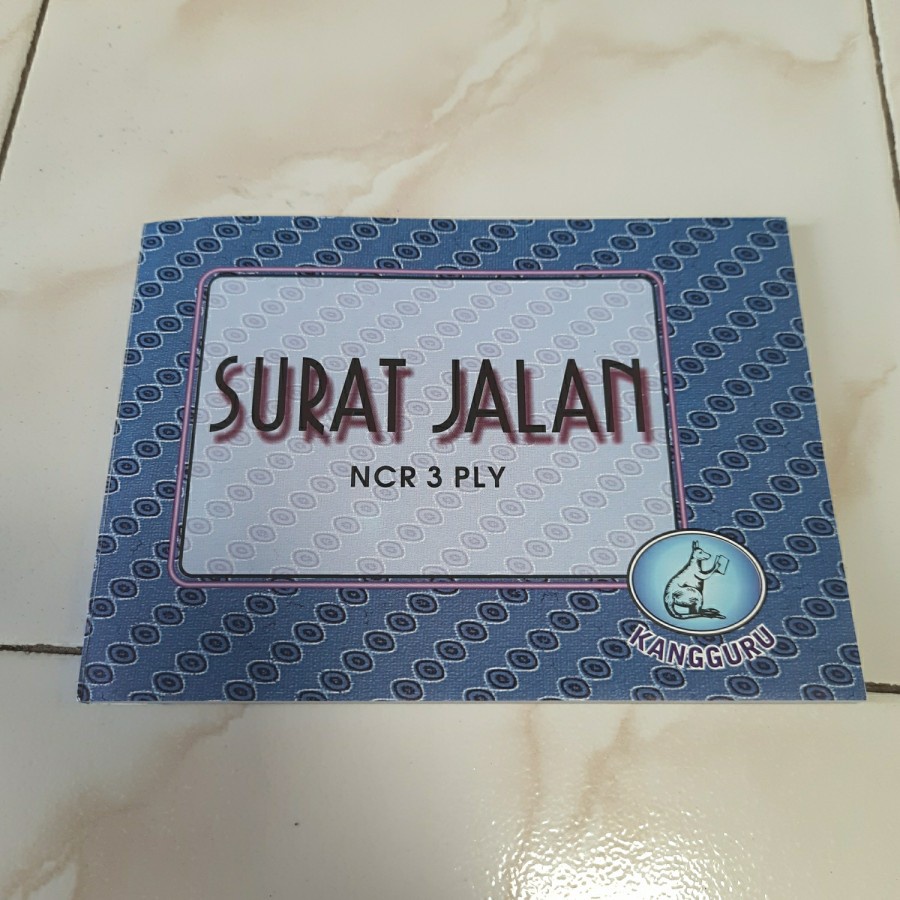 SURAT JALAN
NCR 3 PLY
KANGGURU